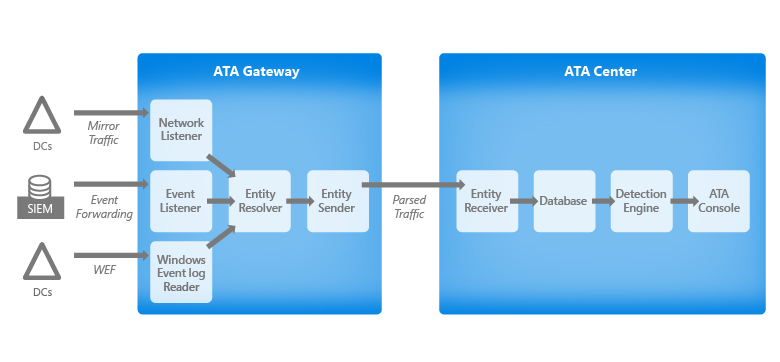 ATA Gateway
ATA Center
DCs
Mirror
Traffic
Network
Listener
SIEM
Event
Forwarding
Event
Listener
Entity
Resolver
Entity
Sender
Parsed
Traffic
Entity
Receiver
Database
Detection
Engine
ATA
Console
DCs
WEF
Windows
Event log
Reader